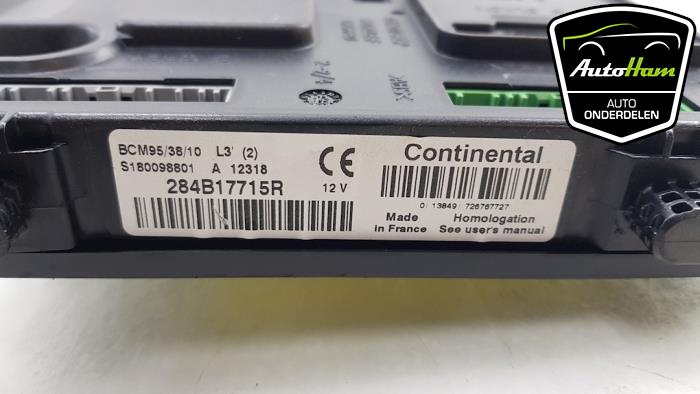 AutoHam
AUTO
ONDERDELEN
BCM95/38/10 L3' (2)
S180098801 A 12318
284B17715R
12 V
CE
Continental
0| 13849| 726767727
Made
in France
Homologation
See user's manual